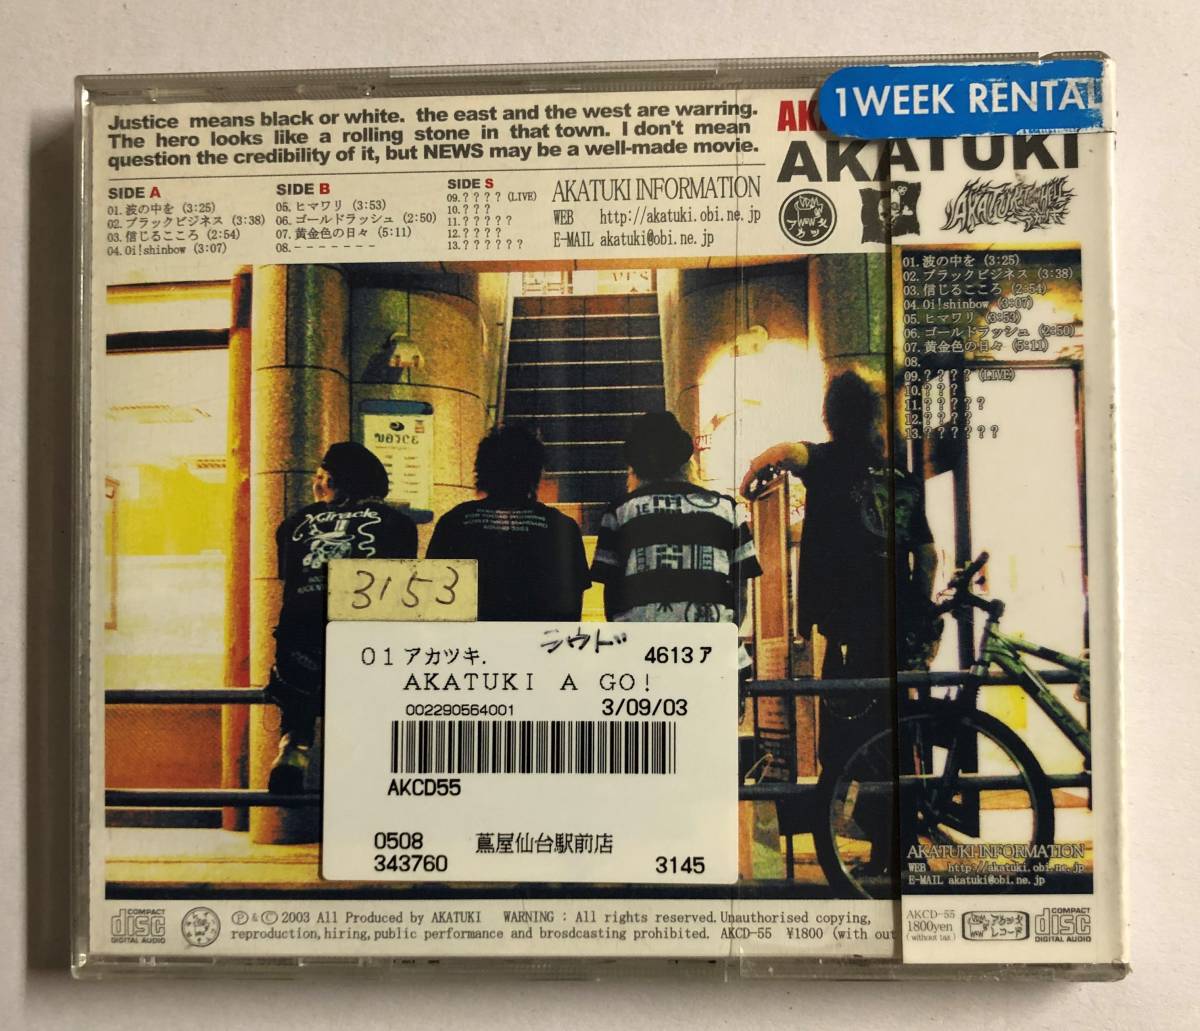 Justice means black or white. the east and the west are warring.
The hero looks like a rolling stone in that town. I don't mean
question the credibility of it, but NEWS may be a well-made movie.
1WEEK RENTAL
AKATUKI
SIDE A
01. 波の中を (3:25)
02. ブラックビジネス (3:38)
03. 信じるこころ (2:54)
04. Oi!shinbow (3:07)
SIDE B
05. ヒマワリ (3:53)
06. ゴールドラッシュ (2:50)
07. 黄金色の日々 (5:11)
08. - - - - - - -
SIDE S
09. ? ? ? ? (LIVE)
10. ? ? ?
11. ? ? ? ? ?
12. ? ? ? ?
13. ? ? ? ? ? ?
AKATUKI INFORMATION
WEB http://akatuki.obi.ne.jp
E-MAIL akatuki@obi.ne.jp
01. 波の中を (3:25)
02. ブラックビジネス (3:38)
03. 信じるこころ (2:54)
04. Oi!shinbow (3:07)
05. ヒマワリ (3:53)
06. ゴールドラッシュ (2:50)
07. 黄金色の日々 (5:11)
08.
09. ? ? ? ? (LIVE)
10. ? ? ?
11. ? ? ? ? ?
12. ? ? ? ?
13. ? ? ? ? ? ?
3153
ラウド
01 アカツキ. 4613 ア
AKATUKI A GO!
002290564001 3/09/03
AKCD55
0508 蔦屋仙台駅前店
343760 3145
AKATUKI INFORMATION
WEB http://akatuki.obi.ne.jp
E-MAIL akatuki@obi.ne.jp
COMPACT
disc
DIGITAL AUDIO
Ⓟ & Ⓒ 2003 All Produced by AKATUKI WARNING : All rights reserved. Unauthorised copying,
reproduction, hiring, public performance and brosdcasting prohibited. AKCD-55 ¥1800 (with out
AKCD-55
1800yen
(without tax)
アカツキ
レコード
COMPACT
disc
DIGITAL AUDIO